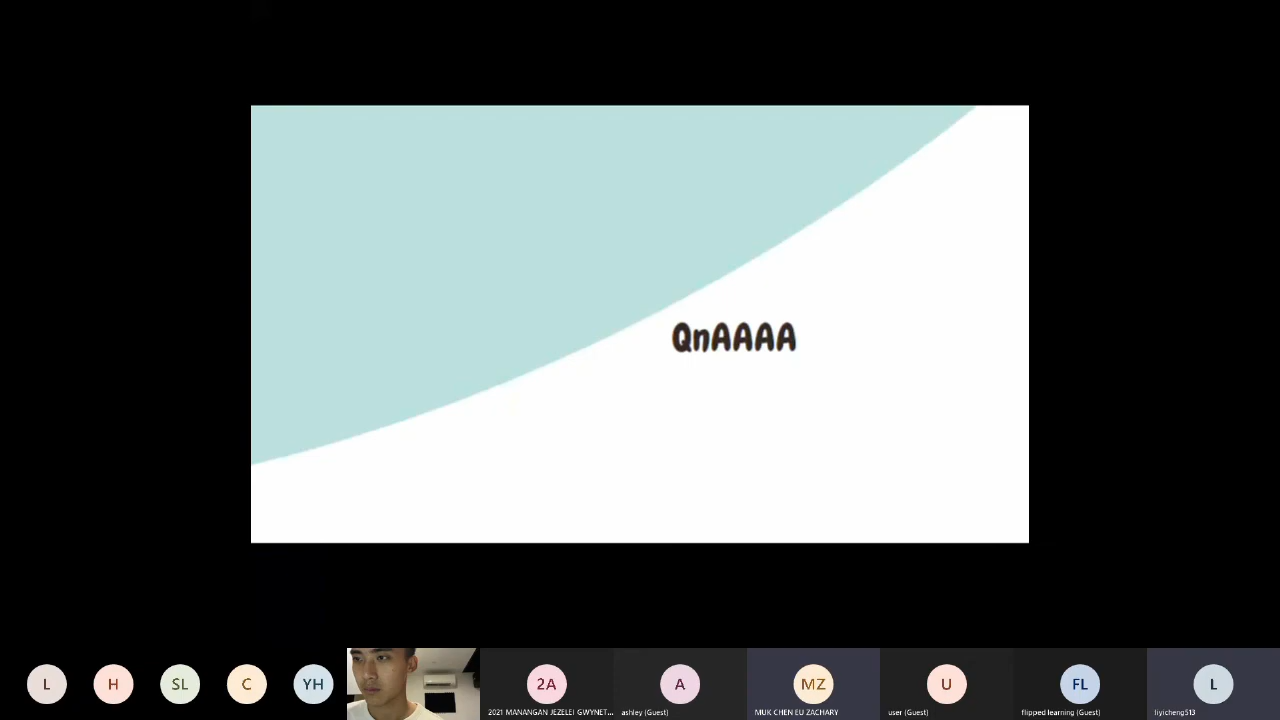 QnAAAA
L
H
SL
C
YH
2A
A
MZ
U
FL
L
2021 MANANGAN JEZELEI GWYNET...
ashley (Guest)
MUK CHEN EU ZACHARY
user (Guest)
flipped learning (Guest)
liyicheng513